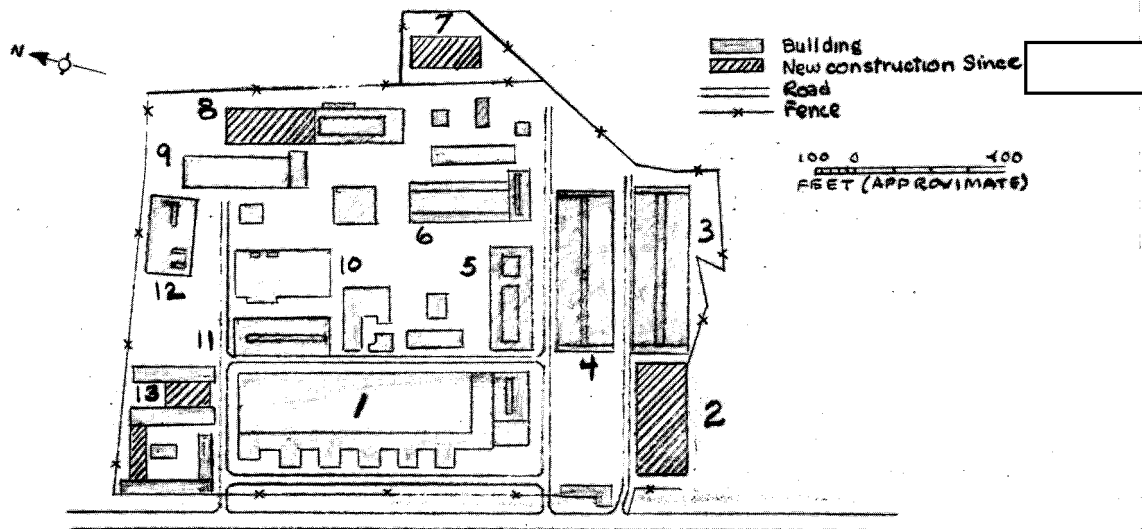 N
7
Building
New construction Since
Road
Fence
8
100 0 400
FEET (APPROXIMATE)
9
6
3
5
10
12
11
4
13
1
2